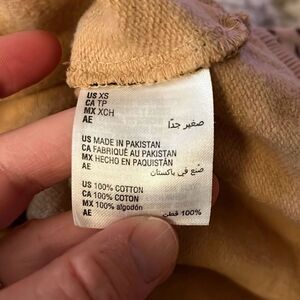 US XS
CA TP
MX XCH
AE صغير جدًا
US MADE IN PAKISTAN
CA FABRIQUÉ AU PAKISTAN
MX HECHO EN PAQUISTÁN
AE صنع في باكستان
US 100% COTTON
CA 100% COTON
MX 100% algodón
AE 100% قطن